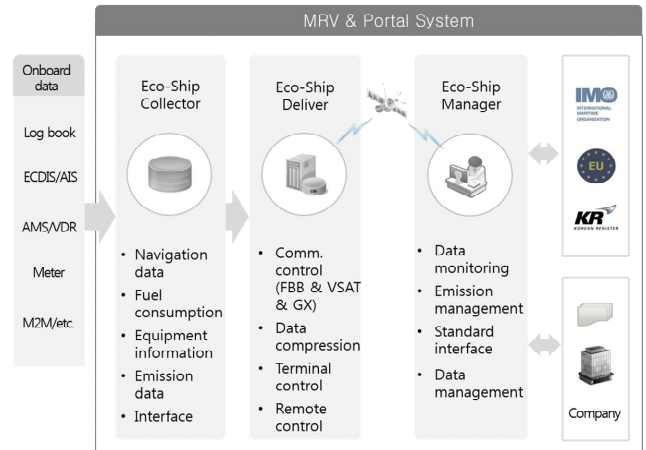 MRV & Portal System
Onboard
data
Log book
ECDIS/AIS
AMS/VDR
Meter
M2M/etc.
Eco-Ship
Collector
• Navigation
data
• Fuel
consumption
• Equipment
information
• Emission
data
• Interface
Eco-Ship
Deliver
• Comm.
control
(FBB & VSAT
& GX)
• Data
compression
• Terminal
control
• Remote
control
Eco-Ship
Manager
• Data
monitoring
• Emission
management
• Standard
interface
• Data
management
IMO
INTERNATIONAL
MARITIME
ORGANIZATION
EU
KR
KOREAN REGISTER
Company